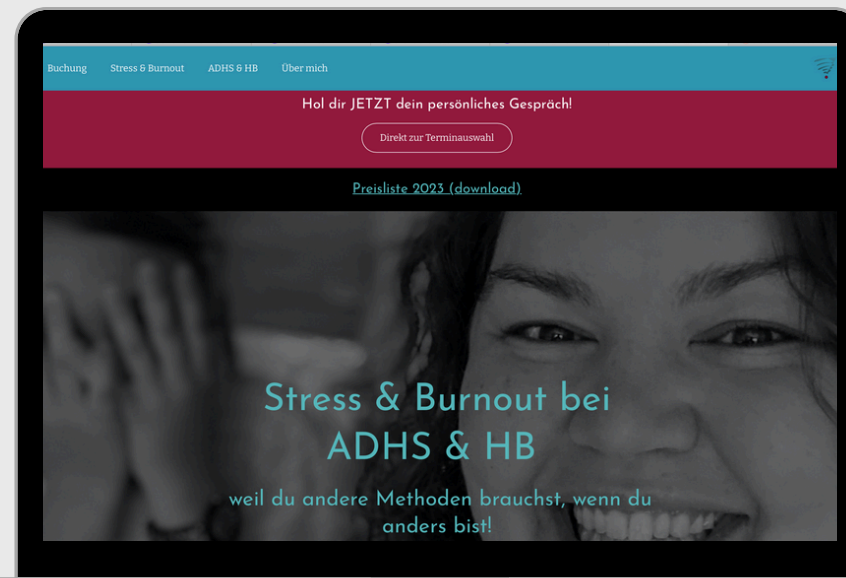 Buchung Stress & Burnout ADHS & HB Über mich
Hol dir JETZT dein persönliches Gespräch!
Direkt zur Terminauswahl
Preisliste 2023 (download)
Stress & Burnout bei
ADHS & HB
weil du andere Methoden brauchst, wenn du
anders bist!